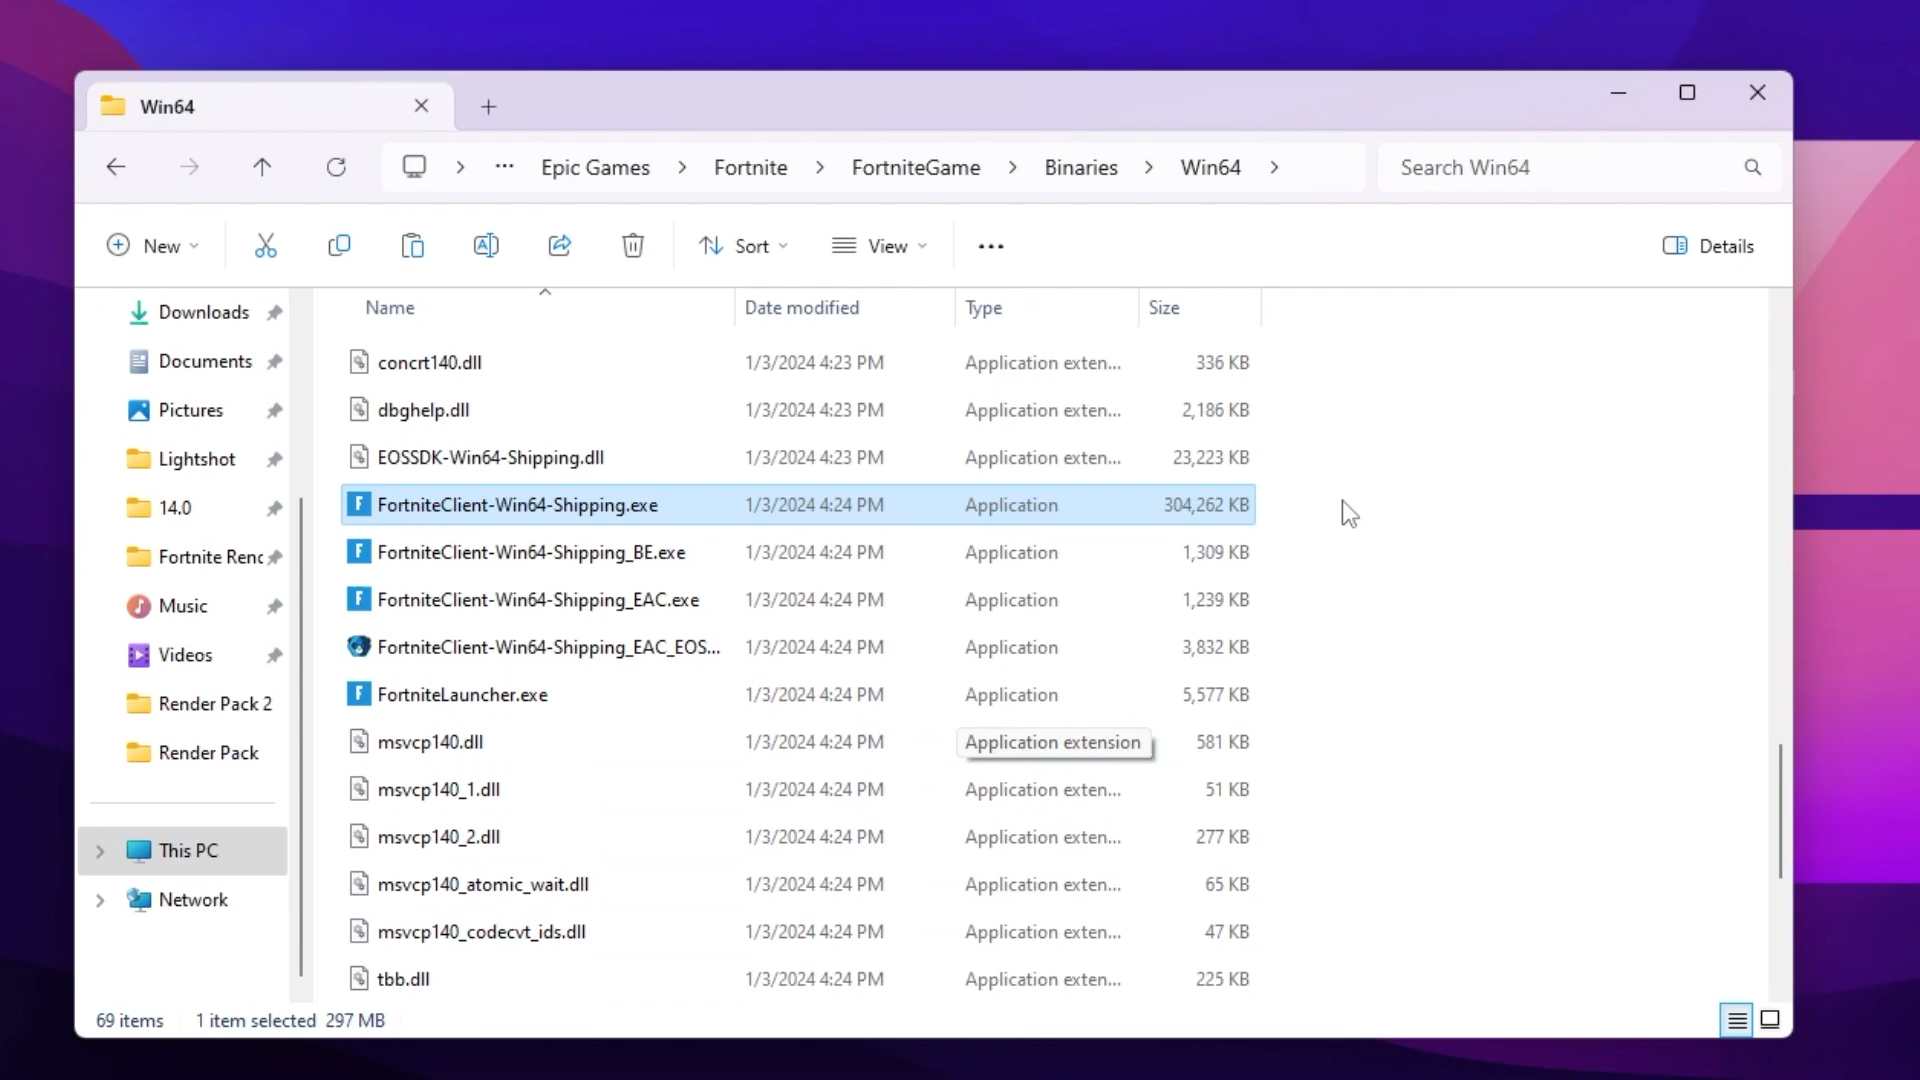 Win64
Epic Games Fortnite FortniteGame Binaries Win64 Search Win64
New Sort View Details
Name Date modified Type Size
Downloads
Documents
Pictures
Lightshot
14.0
Fortnite Renc
Music
Videos
Render Pack 2
Render Pack
This PC
Network
concrt140.dll 1/3/2024 4:23 PM Application exten... 336 KB
dbghelp.dll 1/3/2024 4:23 PM Application exten... 2,186 KB
EOSSDK-Win64-Shipping.dll 1/3/2024 4:23 PM Application exten... 23,223 KB
F FortniteClient-Win64-Shipping.exe 1/3/2024 4:24 PM Application 304,262 KB
F FortniteClient-Win64-Shipping_BE.exe 1/3/2024 4:24 PM Application 1,309 KB
F FortniteClient-Win64-Shipping_EAC.exe 1/3/2024 4:24 PM Application 1,239 KB
FortniteClient-Win64-Shipping_EAC_EOS... 1/3/2024 4:24 PM Application 3,832 KB
F FortniteLauncher.exe 1/3/2024 4:24 PM Application 5,577 KB
msvcp140.dll 1/3/2024 4:24 PM Application extension 581 KB
msvcp140_1.dll 1/3/2024 4:24 PM Application exten... 51 KB
msvcp140_2.dll 1/3/2024 4:24 PM Application exten... 277 KB
msvcp140_atomic_wait.dll 1/3/2024 4:24 PM Application exten... 65 KB
msvcp140_codecvt_ids.dll 1/3/2024 4:24 PM Application exten... 47 KB
tbb.dll 1/3/2024 4:24 PM Application exten... 225 KB
69 items 1 item selected 297 MB